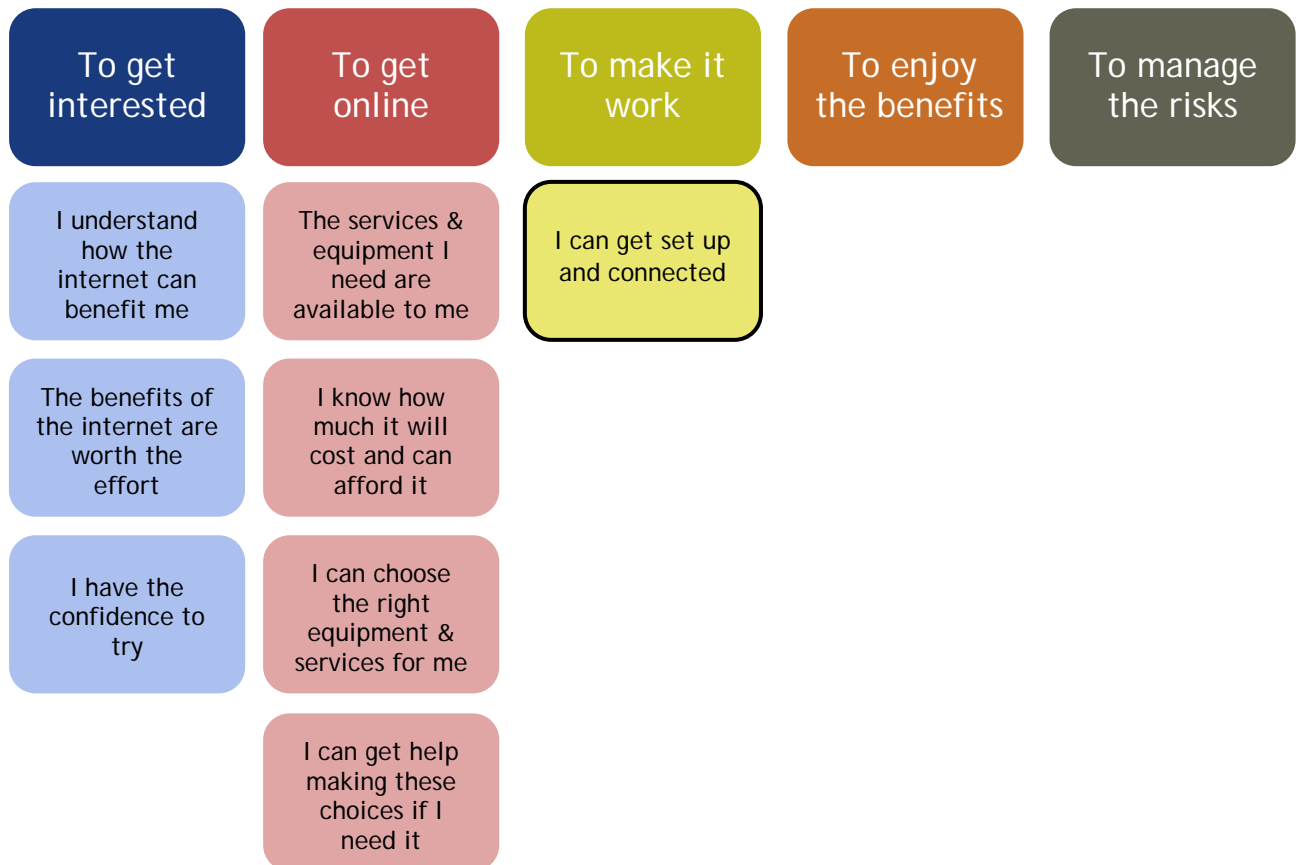 To get
interested
To get
online
To make it
work
To enjoy
the benefits
To manage
the risks
I understand
how the
internet can
benefit me
The services &
equipment I
need are
available to me
I can get set up
and connected
The benefits of
the internet are
worth the
effort
I know how
much it will
cost and can
afford it
I have the
confidence to
try
I can choose
the right
equipment &
services for me
I can get help
making these
choices if I
need it